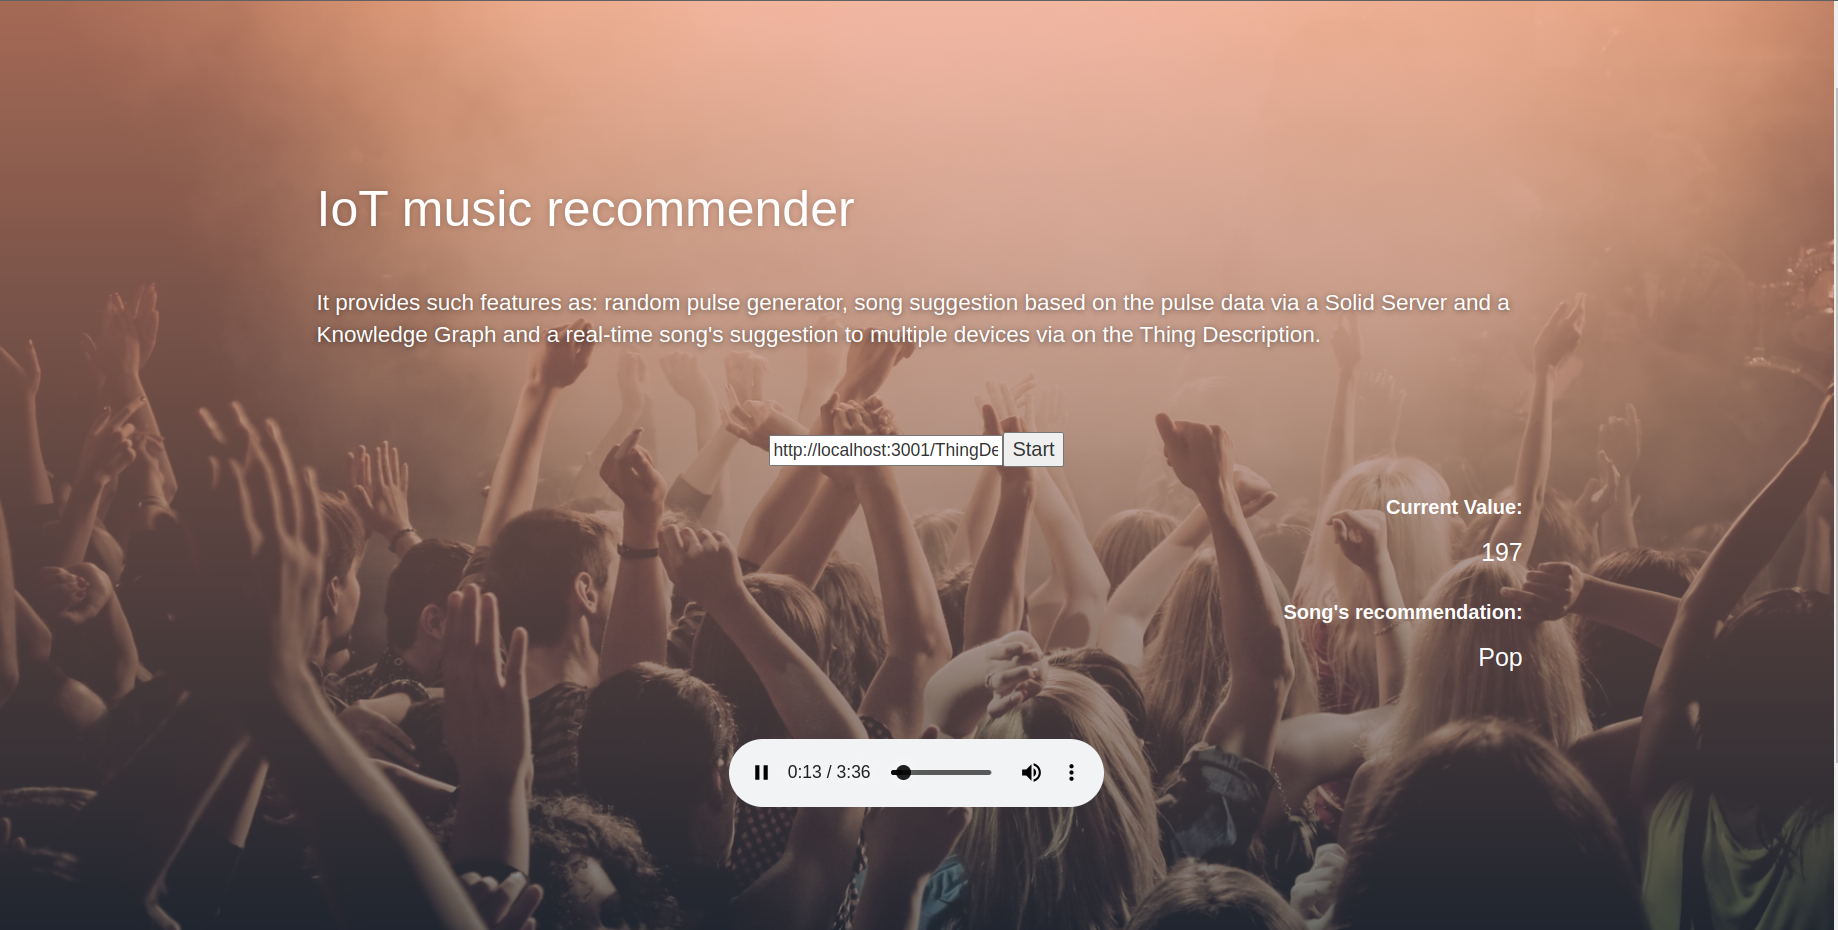 IoT music recommender
It provides such features as: random pulse generator, song suggestion based on the pulse data via a Solid Server and a
Knowledge Graph and a real-time song's suggestion to multiple devices via on the Thing Description.
http://localhost:3001/ThingDe
Start
Current Value:
197
Song's recommendation:
Pop
0:13 / 3:36